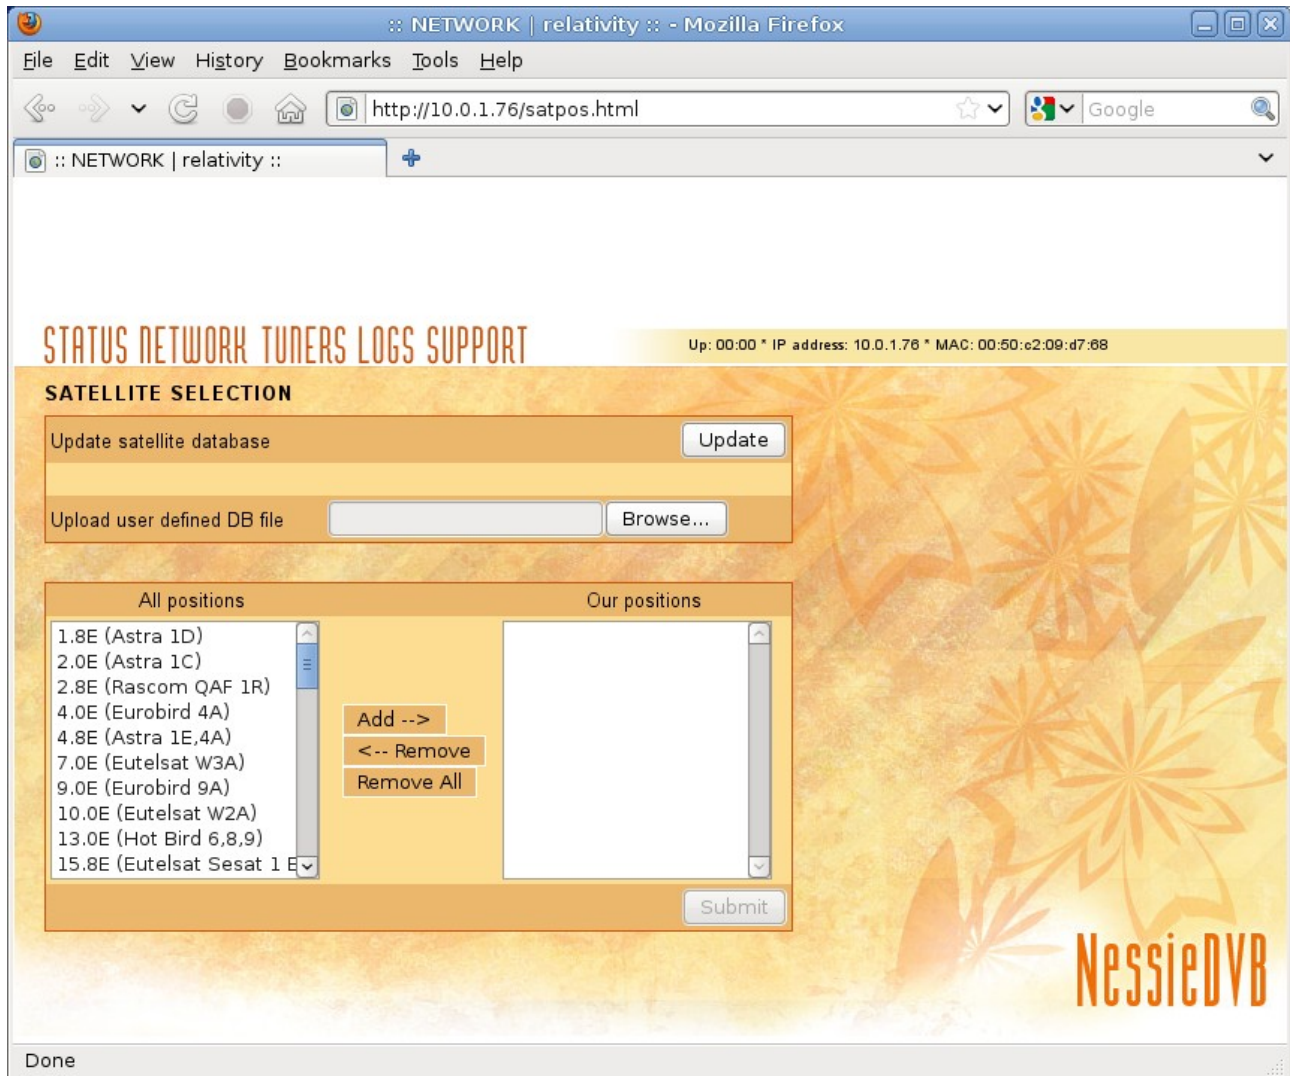 :: NETWORK | relativity :: - Mozilla Firefox
File Edit View History Bookmarks Tools Help
http://10.0.1.76/satpos.html
Google
:: NETWORK | relativity ::
STATUS NETWORK TUNERS LOGS SUPPORT
Up: 00:00 * IP address: 10.0.1.76 * MAC: 00:50:c2:09:d7:68
SATELLITE SELECTION
Update satellite database
Update
Upload user defined DB file
Browse...
All positions
Our positions
1.8E (Astra 1D)
2.0E (Astra 1C)
2.8E (Rascom QAF 1R)
4.0E (Eurobird 4A)
4.8E (Astra 1E,4A)
7.0E (Eutelsat W3A)
9.0E (Eurobird 9A)
10.0E (Eutelsat W2A)
13.0E (Hot Bird 6,8,9)
15.8E (Eutelsat Sesat 1 E
Add -->
<-- Remove
Remove All
Submit
NessieDVB
Done